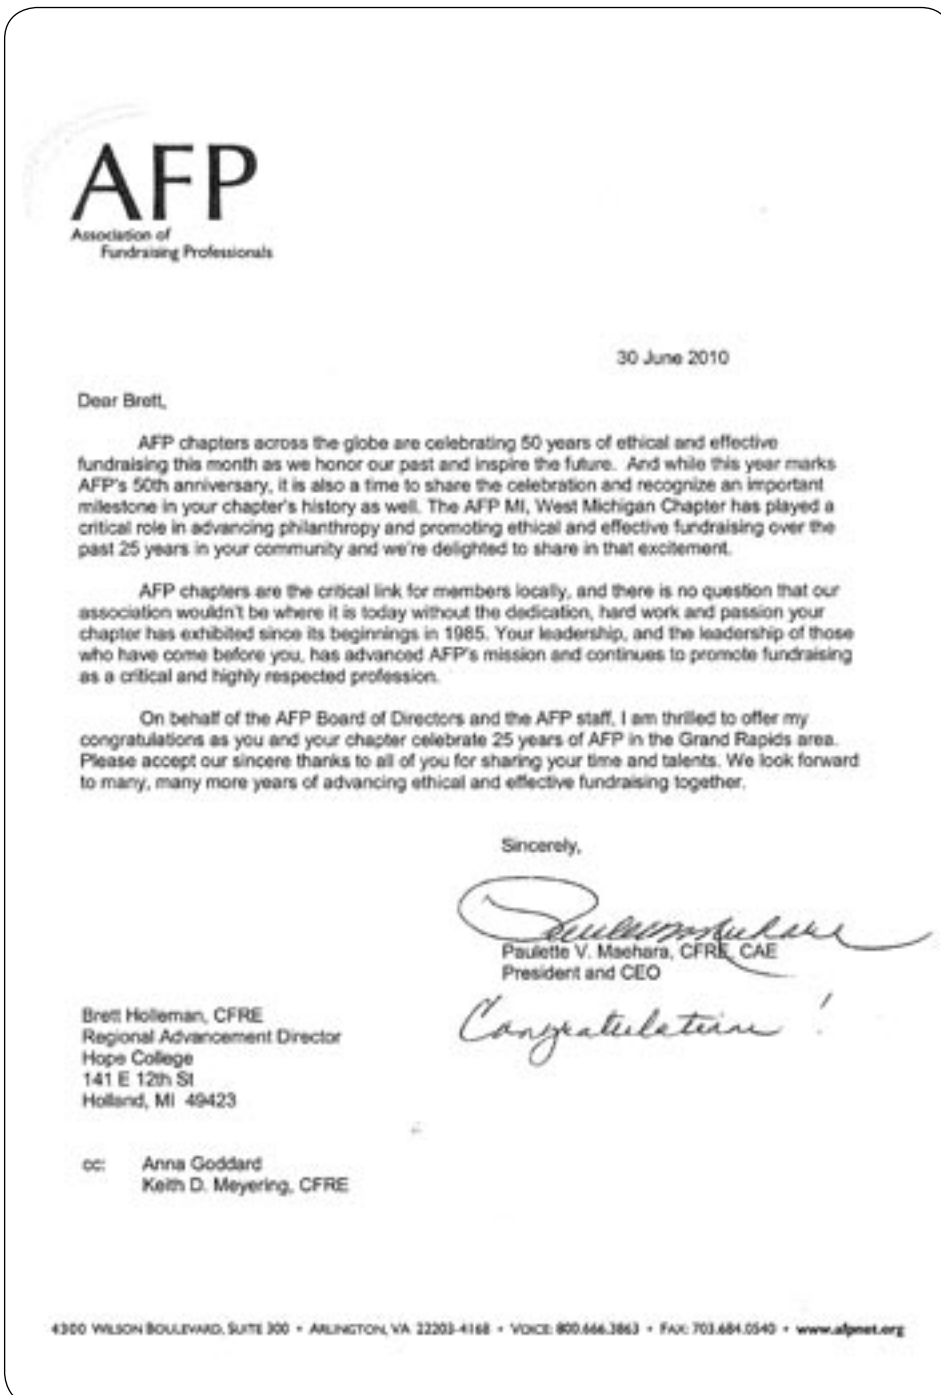 AFP
Association of
Fundraising Professionals
30 June 2010
Dear Brett,
AFP chapters across the globe are celebrating 50 years of ethical and effective
fundraising this month as we honor our past and inspire the future. And while this year marks
AFP's 50th anniversary, it is also a time to share the celebration and recognize an important
milestone in your chapter's history as well. The AFP MI, West Michigan Chapter has played a
critical role in advancing philanthropy and promoting ethical and effective fundraising over the
past 25 years in your community and we're delighted to share in that excitement.
AFP chapters are the critical link for members locally, and there is no question that our
association wouldn't be where it is today without the dedication, hard work and passion your
chapter has exhibited since its beginnings in 1985. Your leadership, and the leadership of those
who have come before you, has advanced AFP's mission and continues to promote fundraising
as a critical and highly respected profession.
On behalf of the AFP Board of Directors and the AFP staff, I am thrilled to offer my
congratulations as you and your chapter celebrate 25 years of AFP in the Grand Rapids area.
Please accept our sincere thanks to all of you for sharing your time and talents. We look forward
to many, many more years of advancing ethical and effective fundraising together.
Sincerely,
Paulette V. Maehara, CFRE, CAE
President and CEO
Congratulations!
Brett Holleman, CFRE
Regional Advancement Director
Hope College
141 E 12th St
Holland, MI 49423
cc: Anna Goddard
Keith D. Meyering, CFRE
4300 WILSON BOULEVARD, SUITE 300 • ARLINGTON, VA 22203-4168 • VOICE: 800.666.3863 • FAX: 703.684.0540 • www.afpnet.org